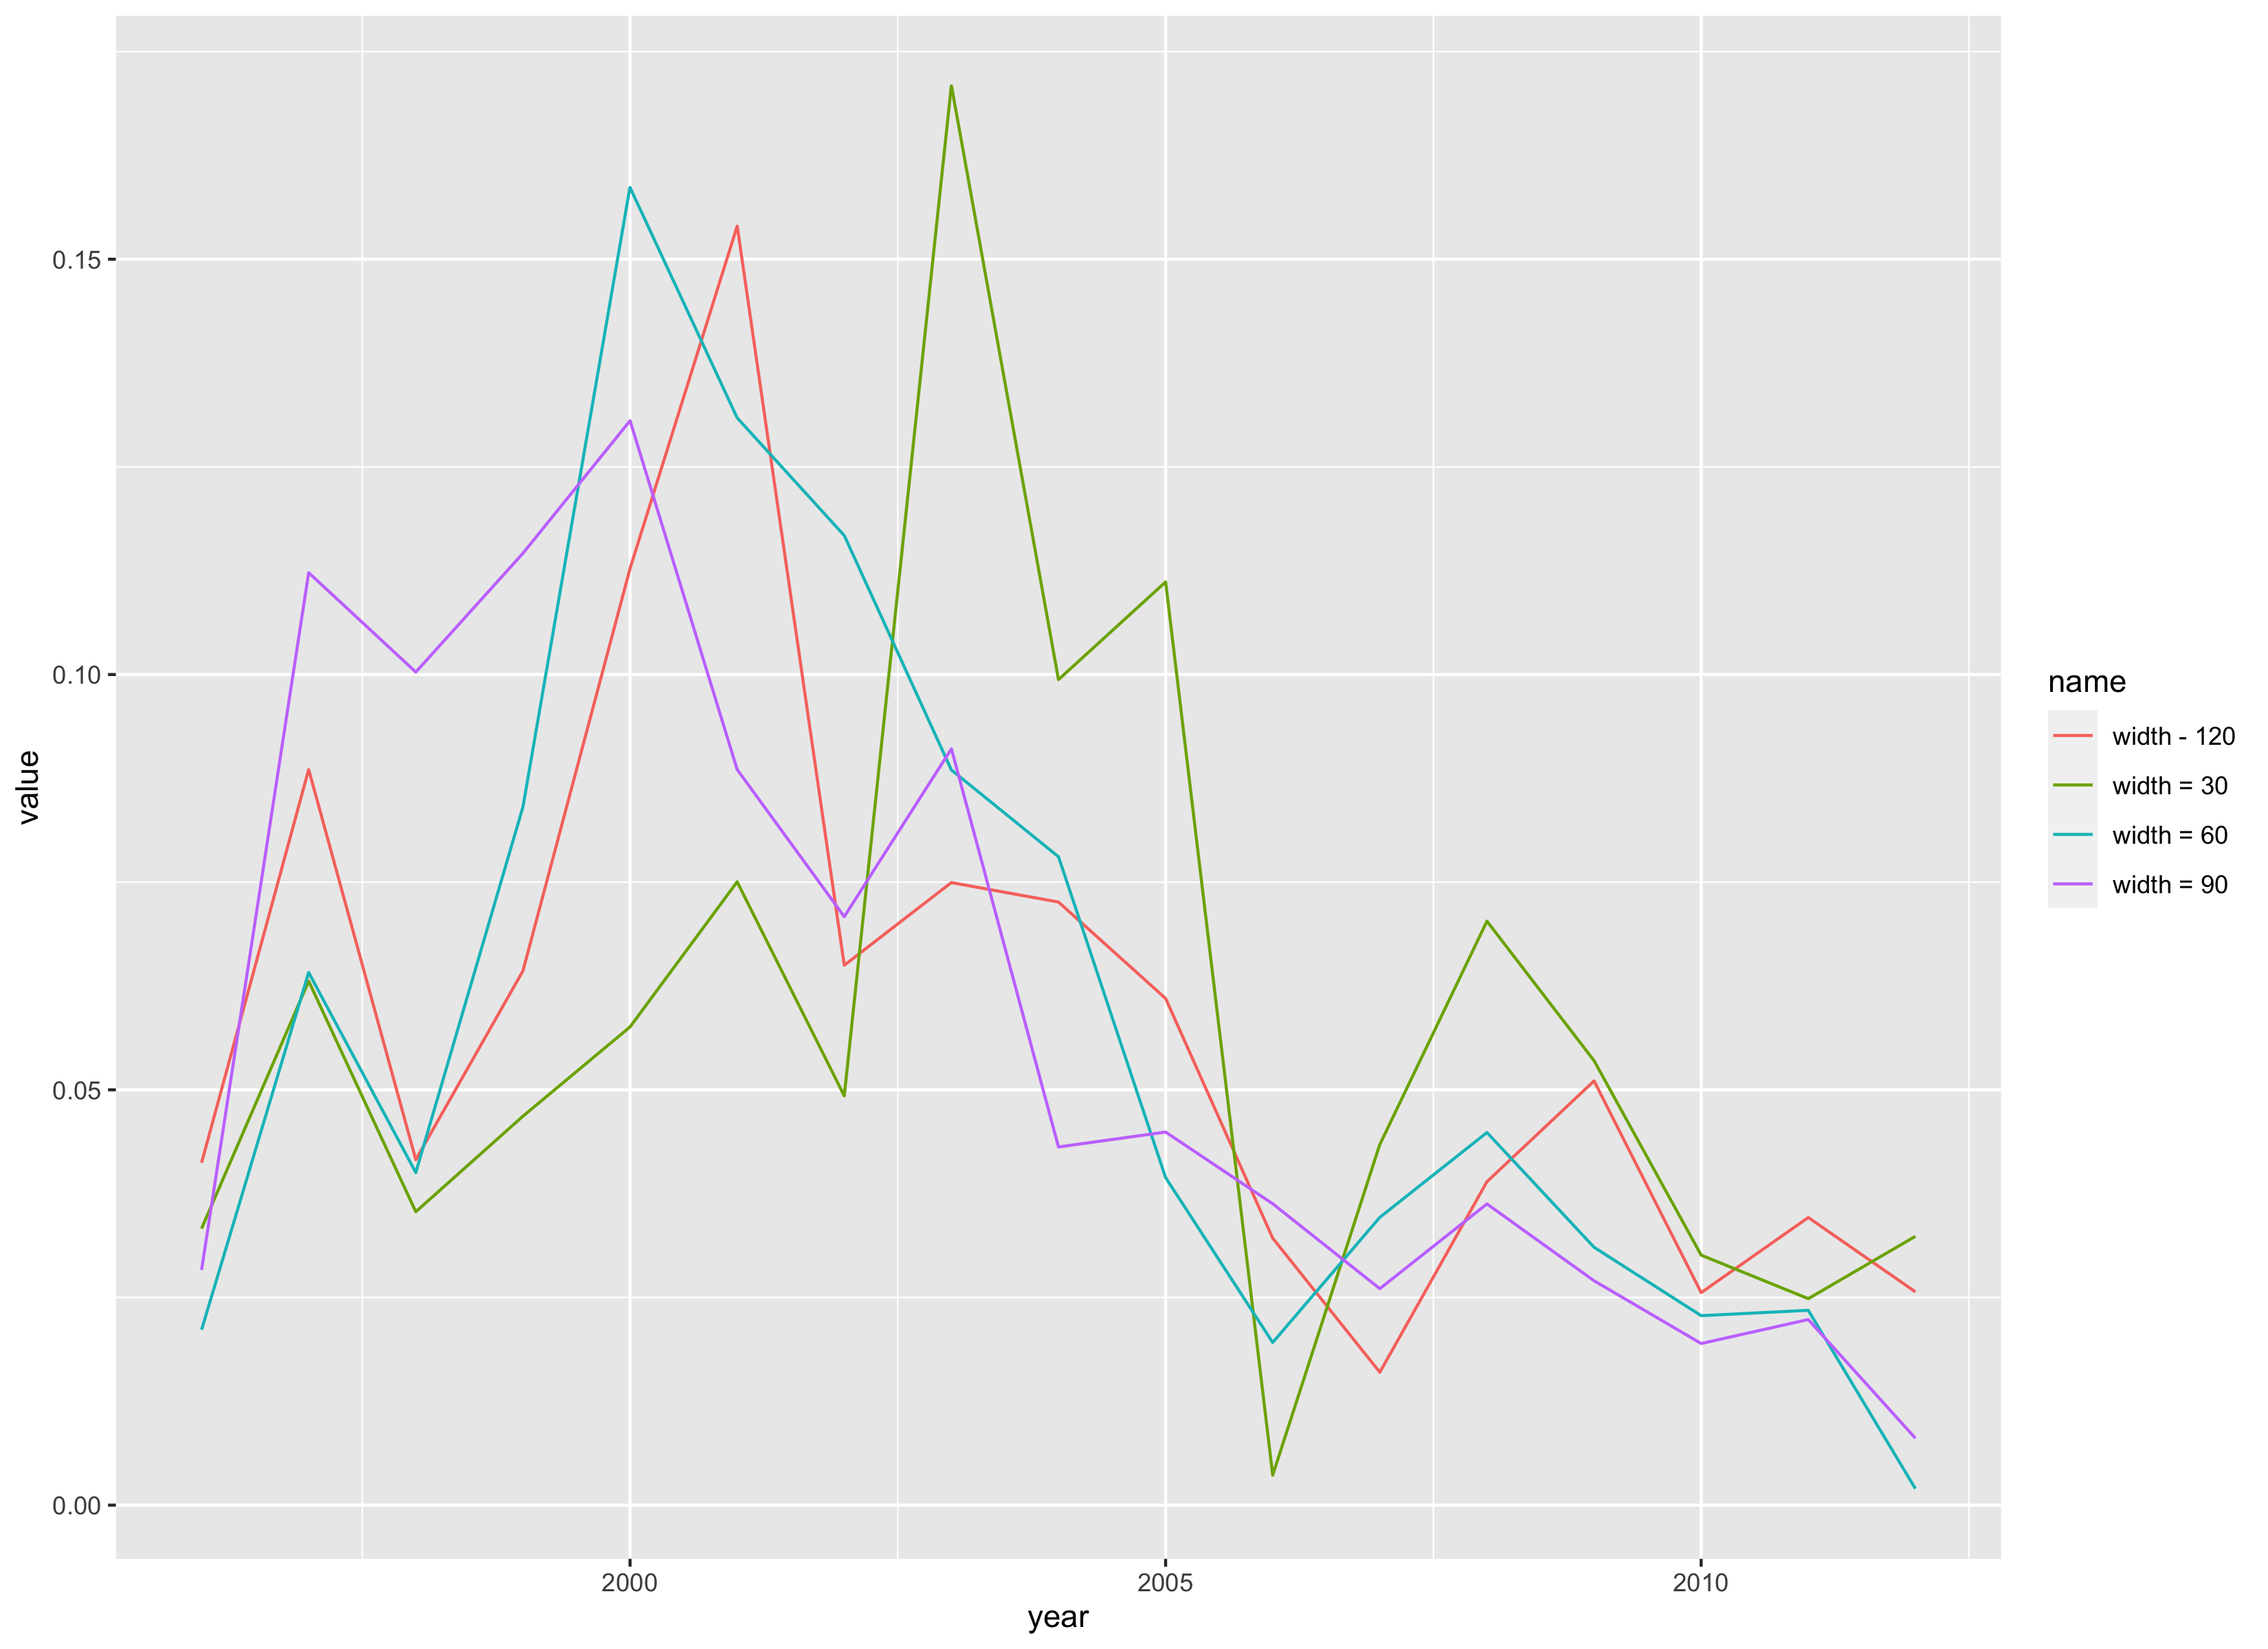 0.15
0.10
0.05
0.00
value
2000 2005 2010
year
name
width - 120
width = 30
width = 60
width = 90